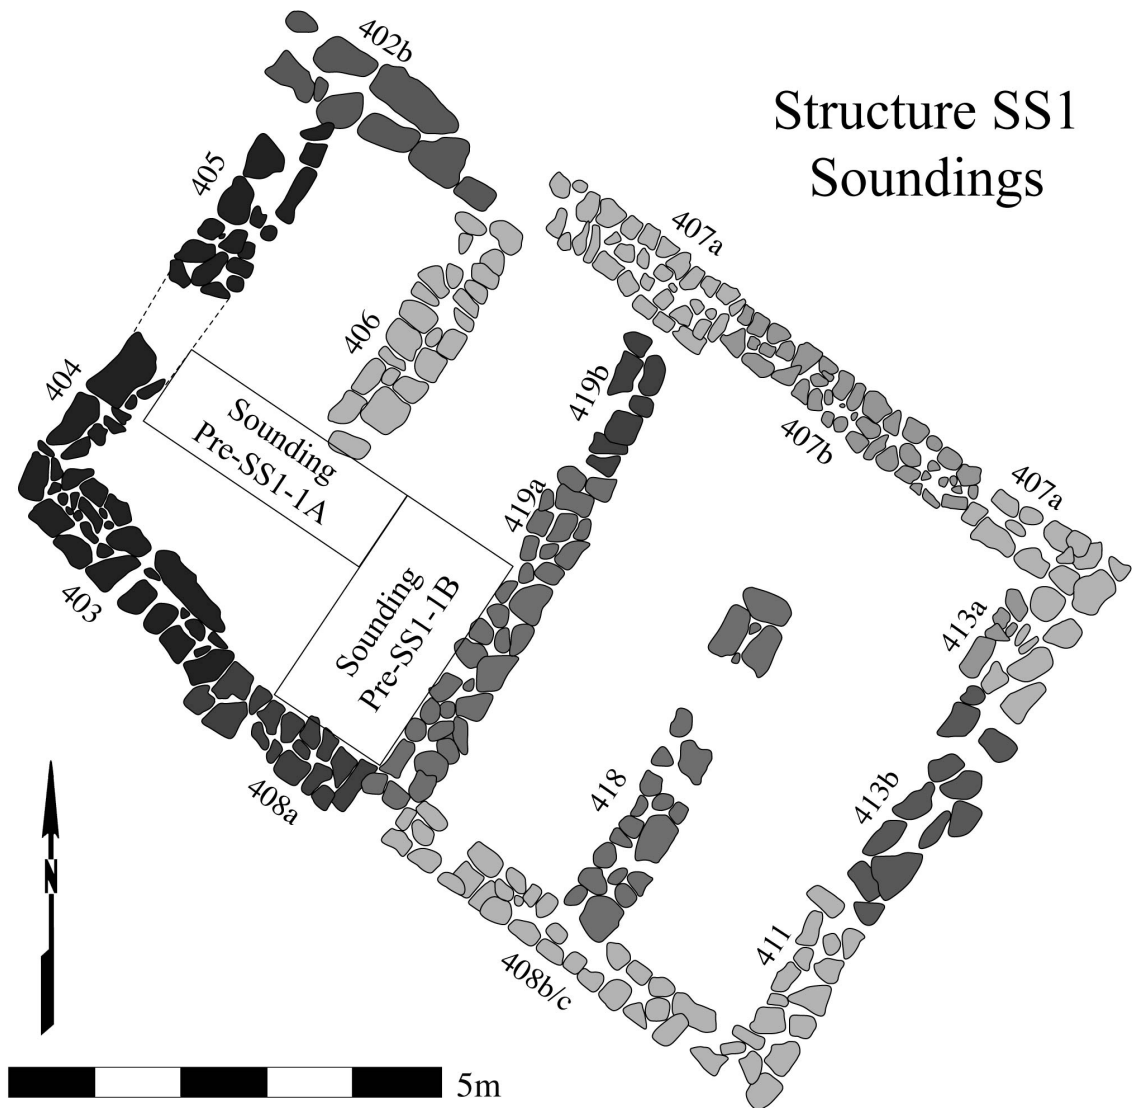 Structure SS1
Soundings
402b
405
407a
406
404
419b
407b
Sounding
Pre-SS1-1A
419a
407a
403
Sounding
Pre-SS1-1B
413a
408a
418
413b
411
408b/c
N
5m